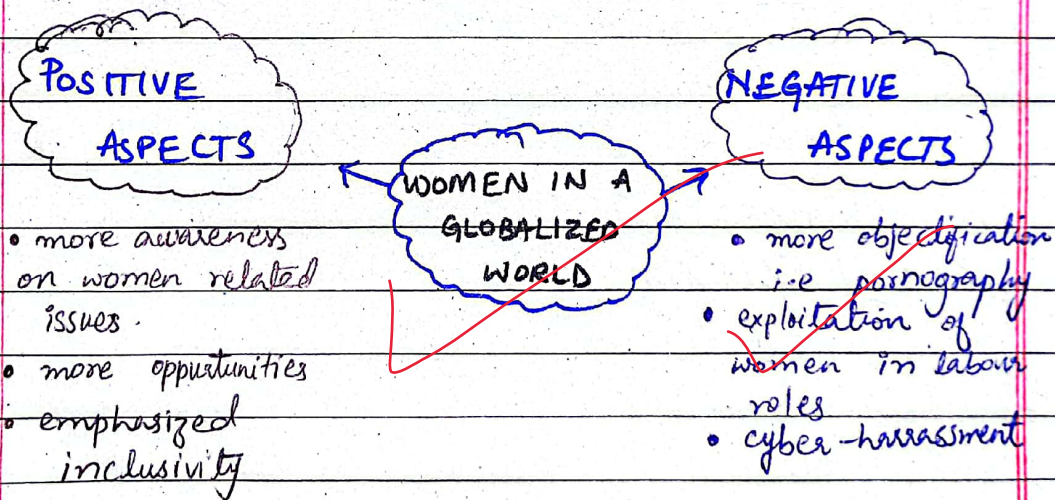 POSITIVE
ASPECTS
WOMEN IN A
GLOBALIZED
WORLD
NEGATIVE
ASPECTS
• more awareness
on women related
issues.
• more oppustunities
• emphasized
inclusivity
• more objectification
i.e pornography
• exploitation of
women in labour
roles
• cyber-harrassment